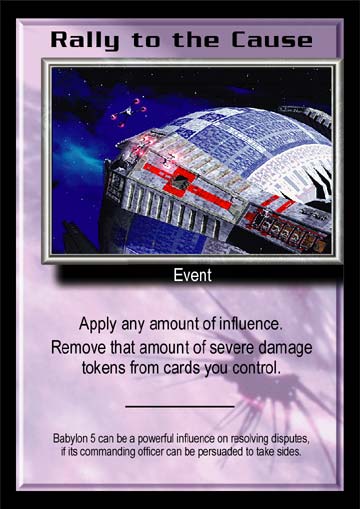 Rally to the Cause
Event
Apply any amount of influence.
Remove that amount of severe damage
tokens from cards you control.
Babylon 5 can be a powerful influence on resolving disputes,
if its commanding officer can be persuaded to take sides.